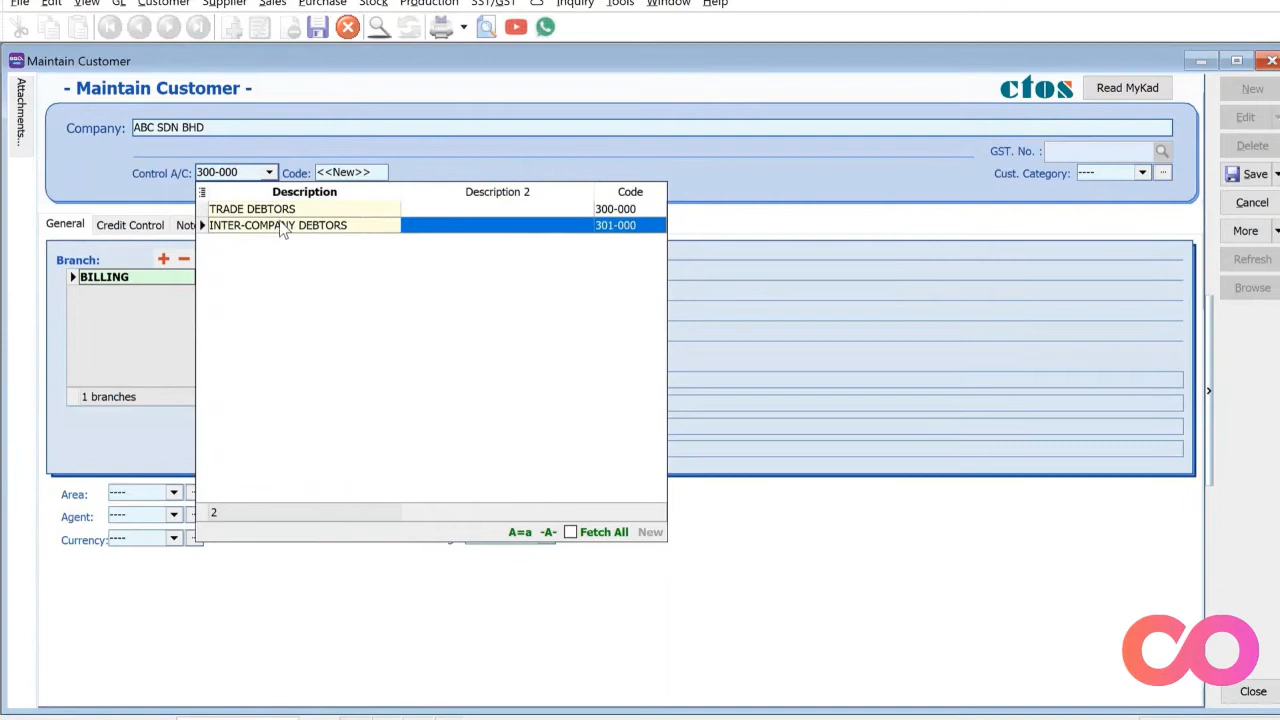 File Edit View GL Customer Supplier Sales Purchase Stock Production SST/GST Inquiry Tools Window Help
Maintain Customer
Attachments...
- Maintain Customer -
ctos
Read MyKad
New
Company: ABC SDN BHD
Edit
GST. No. :
Delete
Control A/C: 300-000 Code: <<New>>
Cust. Category: ----
Save
Description Description 2 Code
Cancel
TRADE DEBTORS 300-000
General Credit Control Not
INTER-COMPANY DEBTORS 301-000
More
Branch: + −
Refresh
BILLING
Browse
1 branches
Area: ----
2
Agent: ----
A=a -A- Fetch All New
Currency: ----
Close